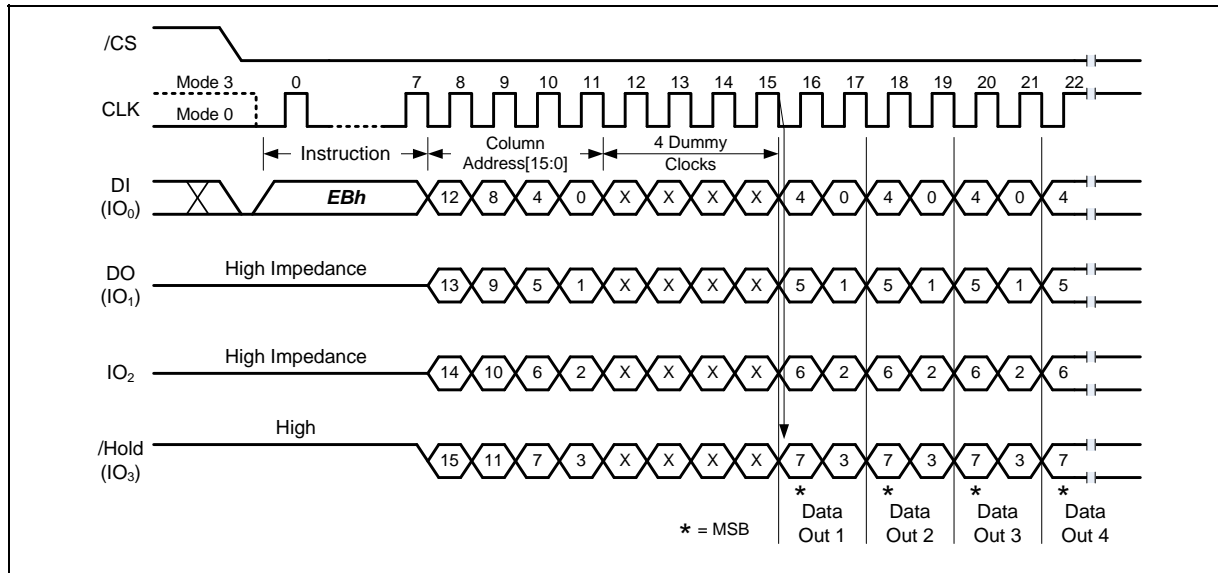 /CS
Mode 3
0 7 8 9 10 11 12 13 14 15 16 17 18 19 20 21 22
CLK
Mode 0
Instruction
Column
Address[15:0]
4 Dummy
Clocks
DI
(IO0)
EBh
12 8 4 0 X X X X 4 0 4 0 4 0 4
DO
(IO1)
High Impedance
13 9 5 1 X X X X 5 1 5 1 5 1 5
IO2
High Impedance
14 10 6 2 X X X X 6 2 6 2 6 2 6
/Hold
(IO3)
High
15 11 7 3 X X X X 7 3 7 3 7 3 7
* * * *
* = MSB
Data
Out 1
Data
Out 2
Data
Out 3
Data
Out 4